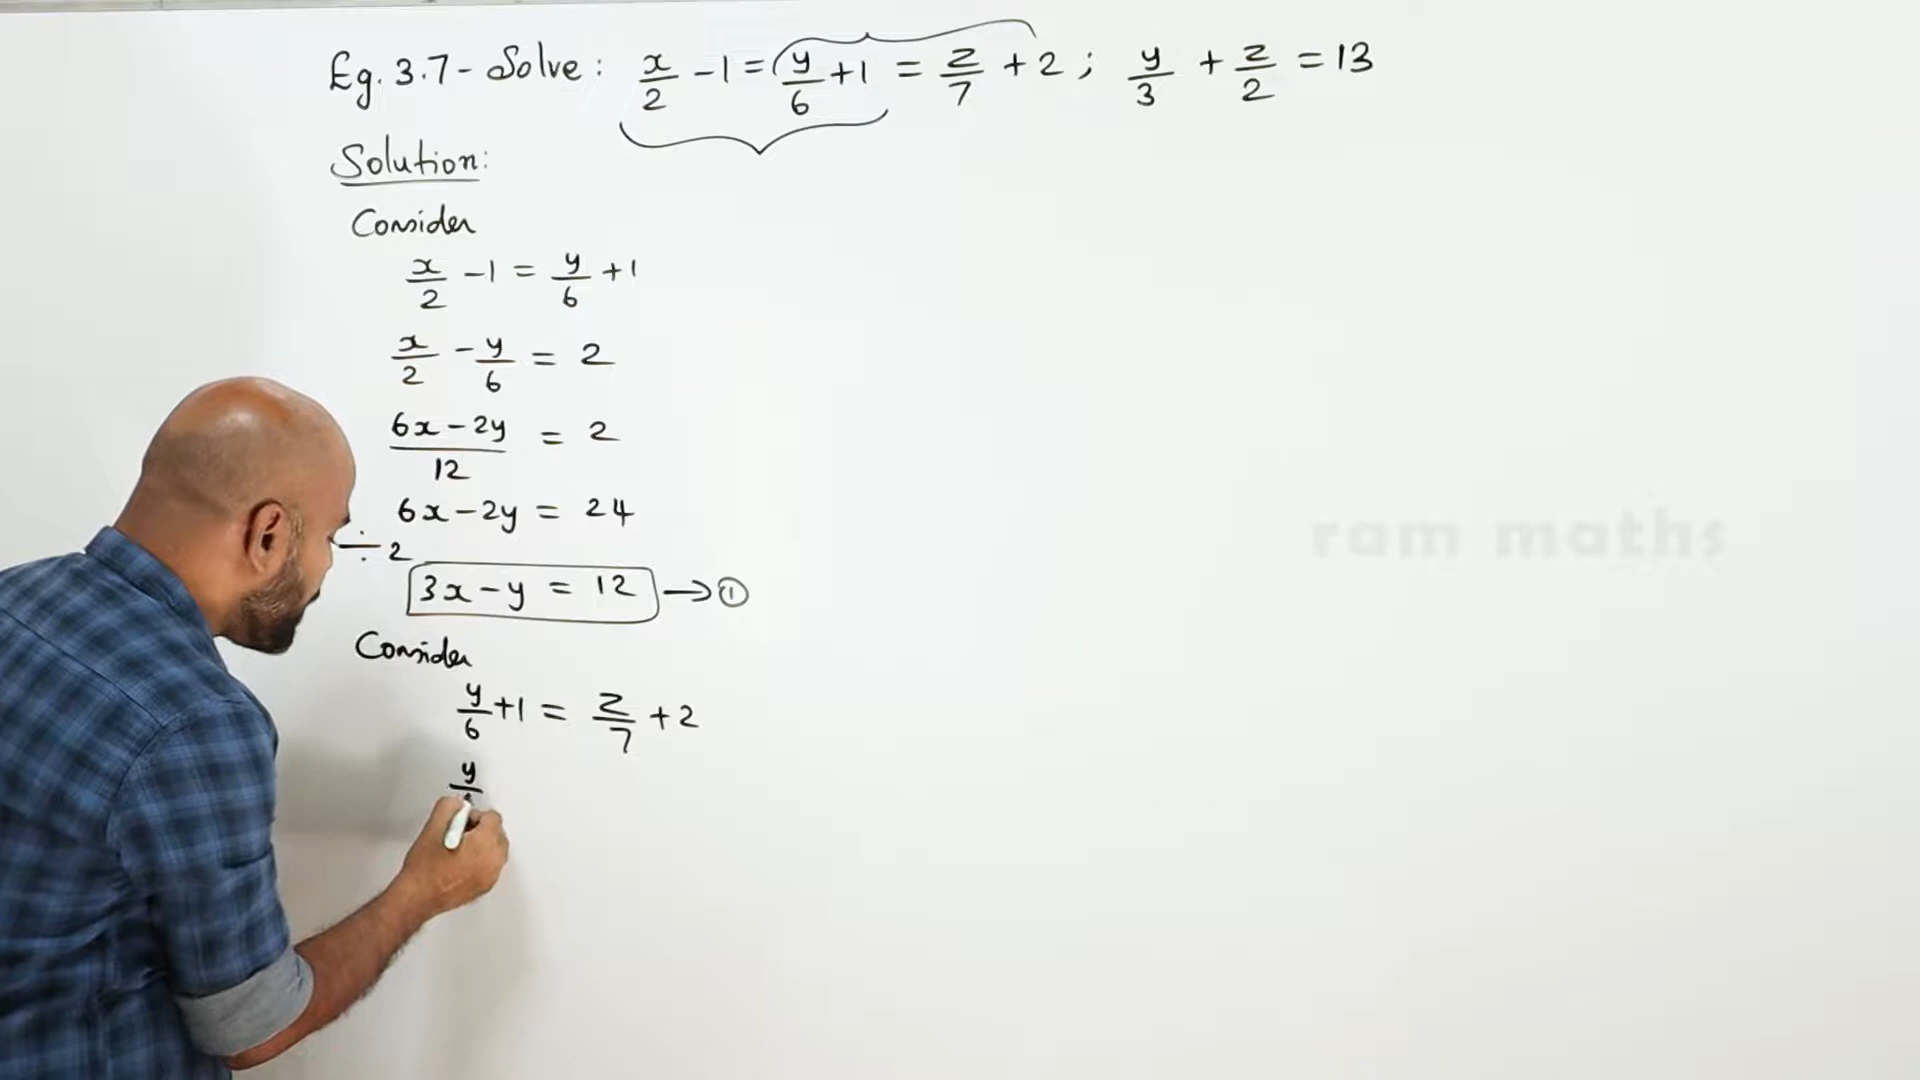 Eg. 3.7 - Solve : x/2 - 1 = (y/6 + 1 = z/7 + 2 ; y/3 + z/2 = 13
Solution:
Consider
x/2 - 1 = y/6 + 1
x/2 - y/6 = 2
6x - 2y / 12 = 2
6x - 2y = 24
÷ 2
3x - y = 12 → ①
Consider
y/6 + 1 = z/7 + 2
y/
ram maths